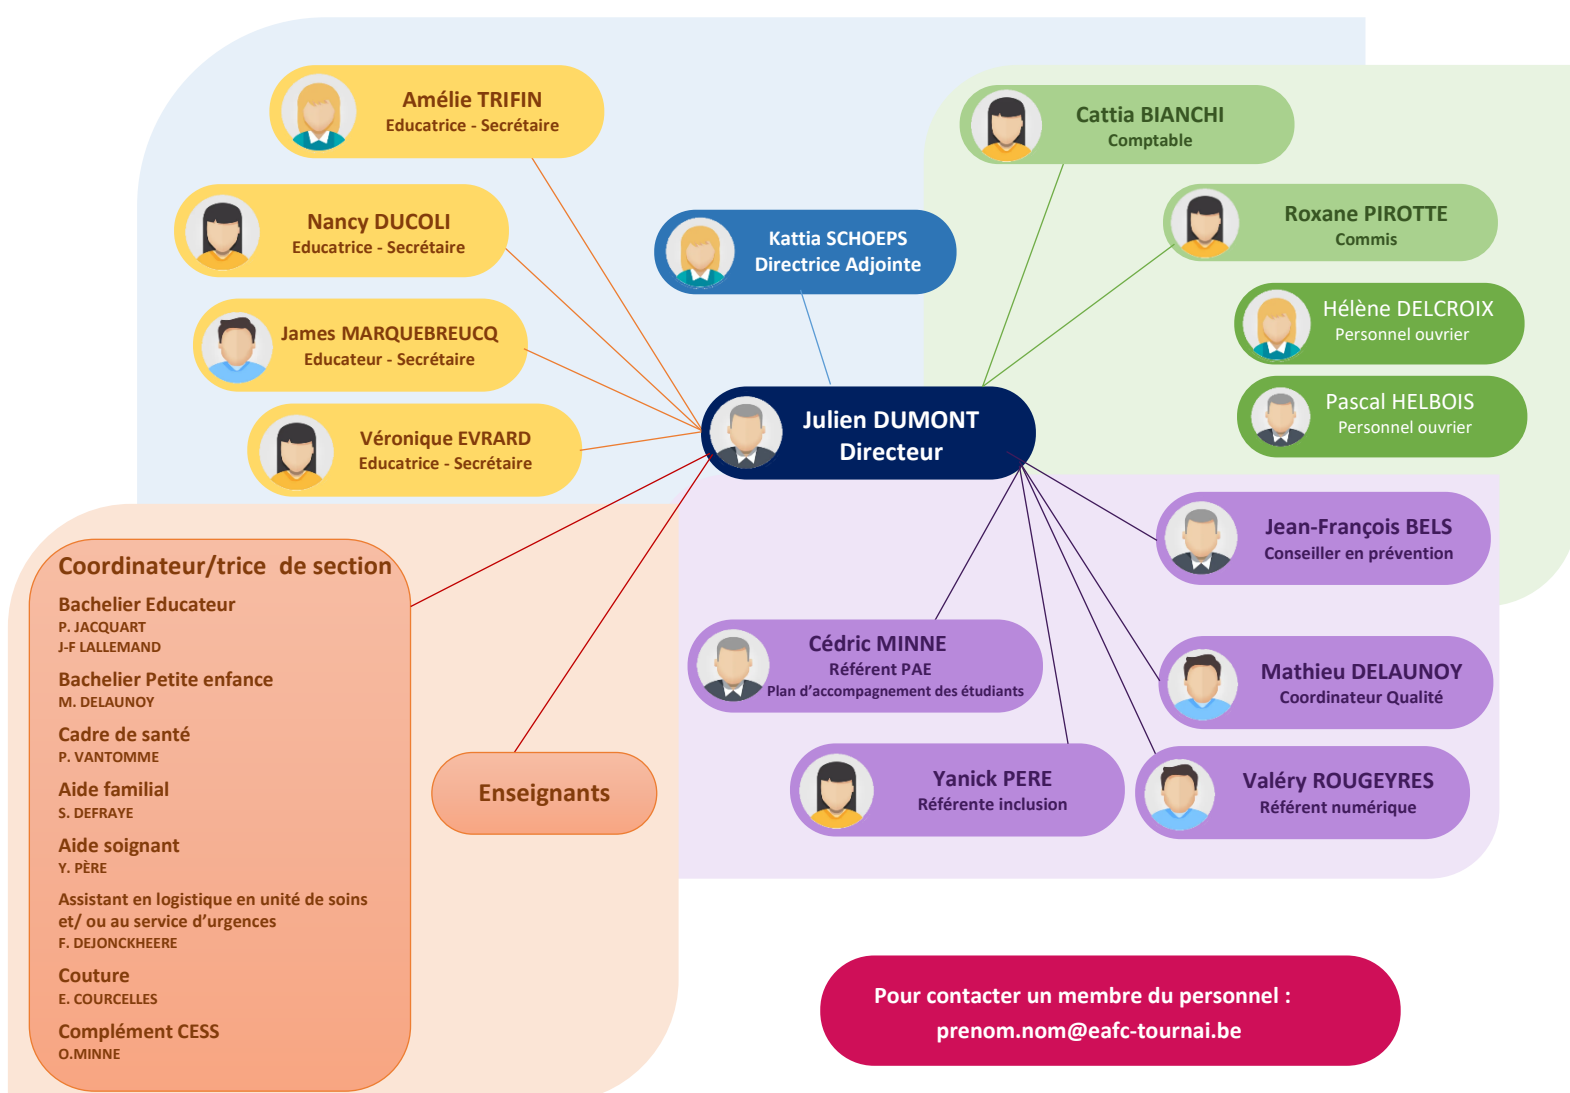 Amélie TRIFIN
Educatrice - Secrétaire
Cattia BIANCHI
Comptable
Nancy DUCOLI
Educatrice - Secrétaire
Kattia SCHOEPS
Directrice Adjointe
Roxane PIROTTE
Commis
James MARQUEBREUCQ
Educateur - Secrétaire
Hélène DELCROIX
Personnel ouvrier
Véronique EVRARD
Educatrice - Secrétaire
Julien DUMONT
Directeur
Pascal HELBOIS
Personnel ouvrier
Jean-François BELS
Conseiller en prévention
Cédric MINNE
Référent PAE
Plan d’accompagnement des étudiants
Mathieu DELAUNOY
Coordinateur Qualité
Yanick PERE
Référente inclusion
Valéry ROUGEYRES
Référent numérique
Coordinateur/trice de section
Bachelier Educateur
P. JACQUART
J-F LALLEMAND
Bachelier Petite enfance
M. DELAUNOY
Cadre de santé
P. VANTOMME
Aide familial
S. DEFRAYE
Aide soignant
Y. PÈRE
Assistant en logistique en unité de soins
et/ ou au service d’urgences
F. DEJONCKHEERE
Couture
E. COURCELLES
Complément CESS
O.MINNE
Enseignants
Pour contacter un membre du personnel :
prenom.nom@eafc-tournai.be